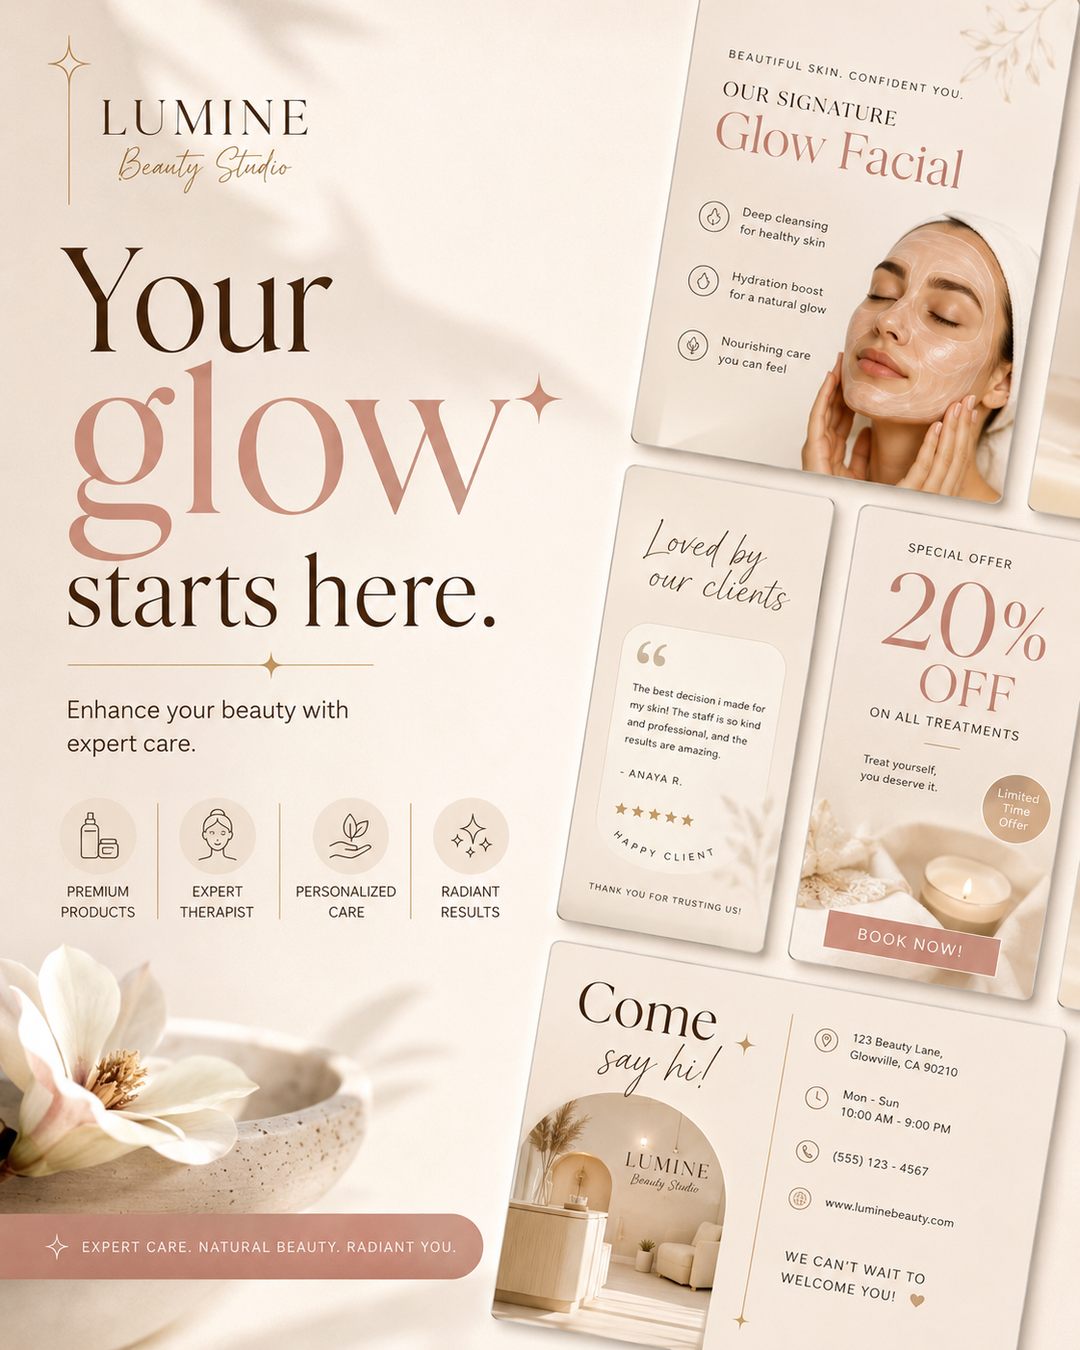 LUMINE
Beauty Studio
Your
glow
starts here.
Enhance your beauty with
expert care.
PREMIUM
PRODUCTS
EXPERT
THERAPIST
PERSONALIZED
CARE
RADIANT
RESULTS
EXPERT CARE. NATURAL BEAUTY. RADIANT YOU.
BEAUTIFUL SKIN. CONFIDENT YOU.
OUR SIGNATURE
Glow Facial
Deep cleansing
for healthy skin
Hydration boost
for a natural glow
Nourishing care
you can feel
Loved by
our clients
“
The best decision i made for
my skin! The staff is so kind
and professional, and the
results are amazing.
- ANAYA R.
HAPPY CLIENT
THANK YOU FOR TRUSTING US!
SPECIAL OFFER
20%
OFF
ON ALL TREATMENTS
Treat yourself,
you deserve it.
Limited
Time
Offer
BOOK NOW!
Come
say hi!
LUMINE
Beauty Studio
123 Beauty Lane,
Glowville, CA 90210
Mon - Sun
10:00 AM - 9:00 PM
(555) 123 - 4567
www.luminebeauty.com
WE CAN'T WAIT TO
WELCOME YOU!